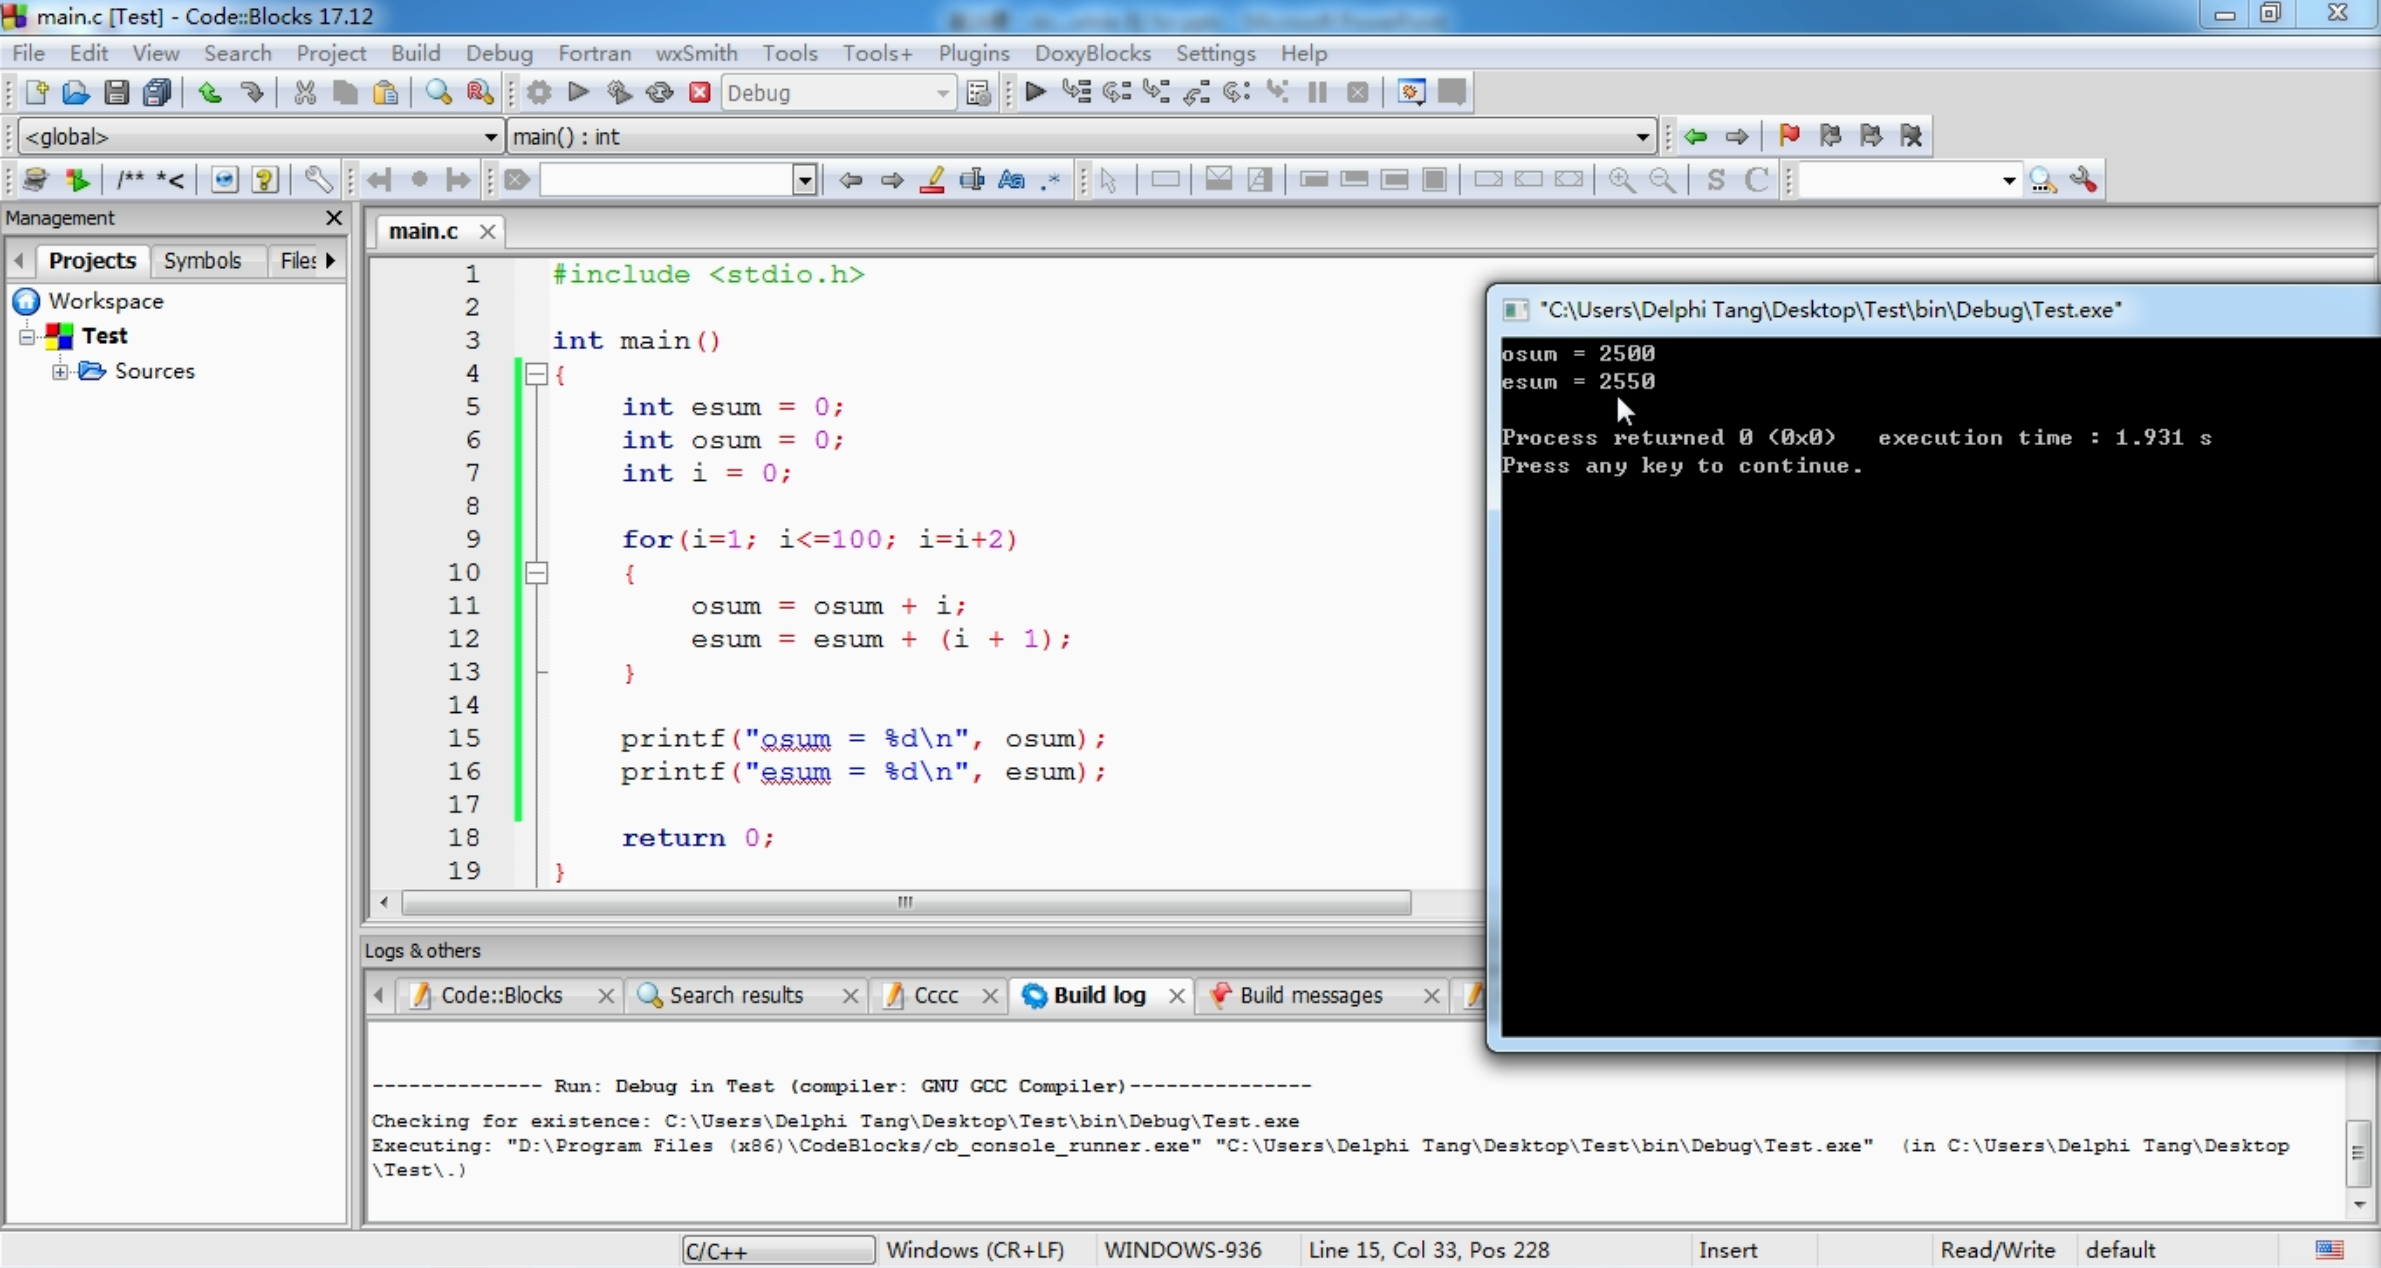 main.c [Test] - Code::Blocks 17.12
File Edit View Search Project Build Debug Fortran wxSmith Tools Tools+ Plugins DoxyBlocks Settings Help
Debug
<global> main() : int
/** *< Aa .* S C
Management
Projects Symbols Files
main.c
Workspace
Test
Sources
1 #include <stdio.h>
2
3 int main()
4 {
5 int esum = 0;
6 int osum = 0;
7 int i = 0;
8
9 for(i=1; i<=100; i=i+2)
10 {
11 osum = osum + i;
12 esum = esum + (i + 1);
13 }
14
15 printf("osum = %d\n", osum);
16 printf("esum = %d\n", esum);
17
18 return 0;
19 }
"C:\Users\Delphi Tang\Desktop\Test\bin\Debug\Test.exe"
osum = 2500
esum = 2550
Process returned 0 (0x0)   execution time : 1.931 s
Press any key to continue.
Logs & others
Code::Blocks Search results Cccc Build log Build messages
-------------- Run: Debug in Test (compiler: GNU GCC Compiler)---------------
Checking for existence: C:\Users\Delphi Tang\Desktop\Test\bin\Debug\Test.exe
Executing: "D:\Program Files (x86)\CodeBlocks/cb_console_runner.exe" "C:\Users\Delphi Tang\Desktop\Test\bin\Debug\Test.exe"  (in C:\Users\Delphi Tang\Desktop
\Test\.)
C/C++ Windows (CR+LF) WINDOWS-936 Line 15, Col 33, Pos 228 Insert Read/Write default